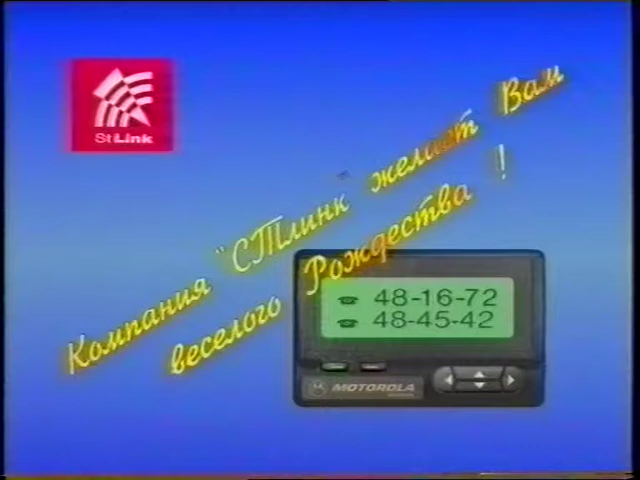 StLink
Компания "СТлинк" желает Вам
веселого Рождества !
48-16-72
48-45-42
MOTOROLA